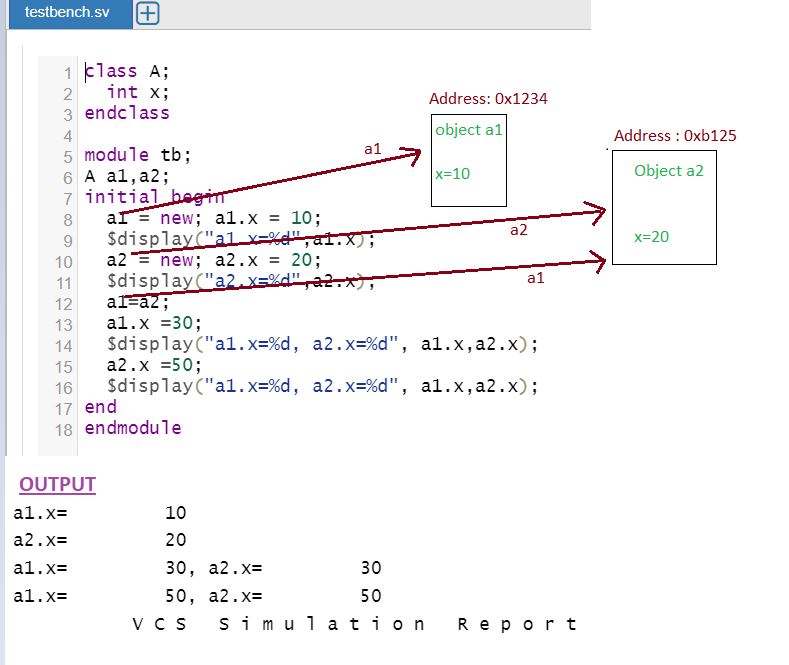 testbench.sv
1 class A;
2 int x;
3 endclass
4
5 module tb;
6 A a1,a2;
7 initial begin
8 a1 = new; a1.x = 10;
9 $display("a1.x=%d",a1.x);
10 a2 = new; a2.x = 20;
11 $display("a2.x=%d",a2.x);
12 a1=a2;
13 a1.x =30;
14 $display("a1.x=%d, a2.x=%d", a1.x,a2.x);
15 a2.x =50;
16 $display("a1.x=%d, a2.x=%d", a1.x,a2.x);
17 end
18 endmodule
Address: 0x1234
object a1
x=10
a1
Address : 0xb125
Object a2
x=20
a2
a1
OUTPUT
a1.x= 10
a2.x= 20
a1.x= 30, a2.x= 30
a1.x= 50, a2.x= 50
V C S S i m u l a t i o n R e p o r t